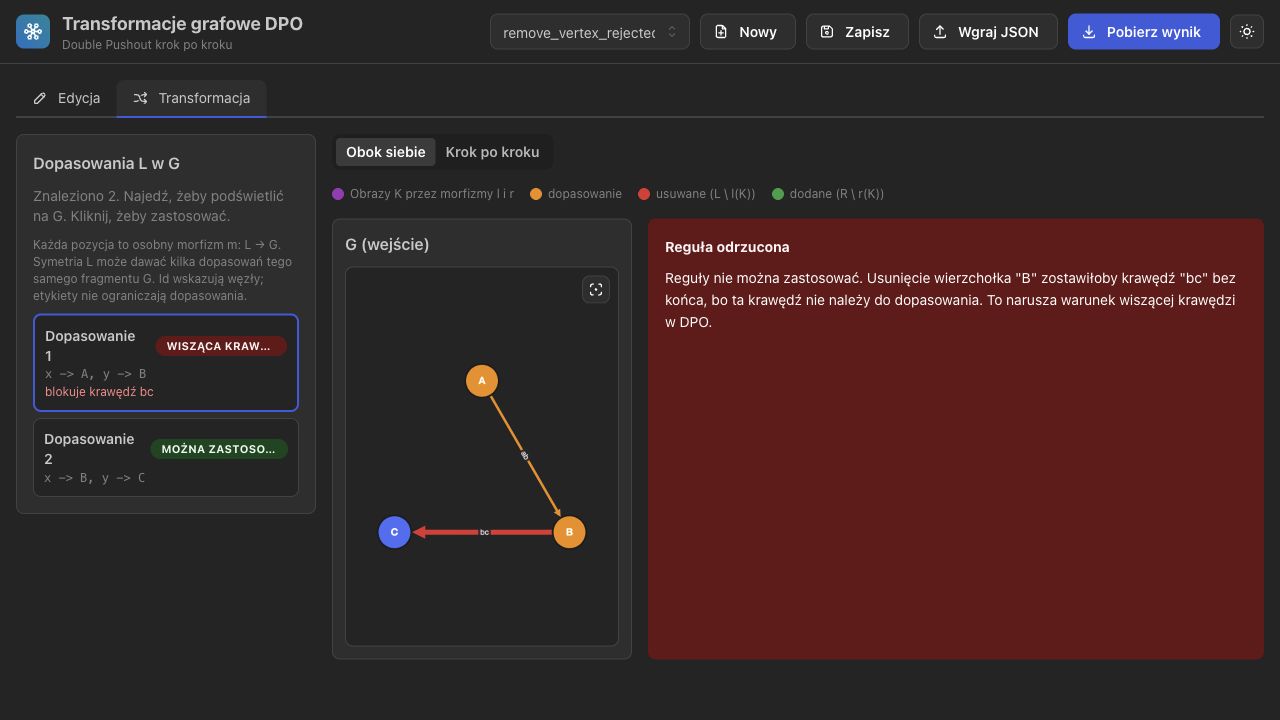 Transformacje grafowe DPO
Double Pushout krok po kroku
remove_vertex_rejected
Nowy
Zapisz
Wgraj JSON
Pobierz wynik
Edycja
Transformacja
Dopasowania L w G
Znaleziono 2. Najedź, żeby podświetlić
na G. Kliknij, żeby zastosować.
Każda pozycja to osobny morfizm m: L → G.
Symetria L może dawać kilka dopasowań tego
samego fragmentu G. Id wskazują węzły;
etykiety nie ograniczają dopasowania.
Dopasowanie
1
WISZĄCA KRAW...
x -> A, y -> B
blokuje krawędź bc
Dopasowanie
2
MOŻNA ZASTOSO...
x -> B, y -> C
Obok siebie
Krok po kroku
Obrazy K przez morfizmy l i r
dopasowanie
usuwane (L \ l(K))
dodane (R \ r(K))
G (wejście)
A
ab
C
bc
B
Reguła odrzucona
Reguły nie można zastosować. Usunięcie wierzchołka "B" zostawiłoby krawędź "bc" bez
końca, bo ta krawędź nie należy do dopasowania. To narusza warunek wiszącej krawędzi
w DPO.